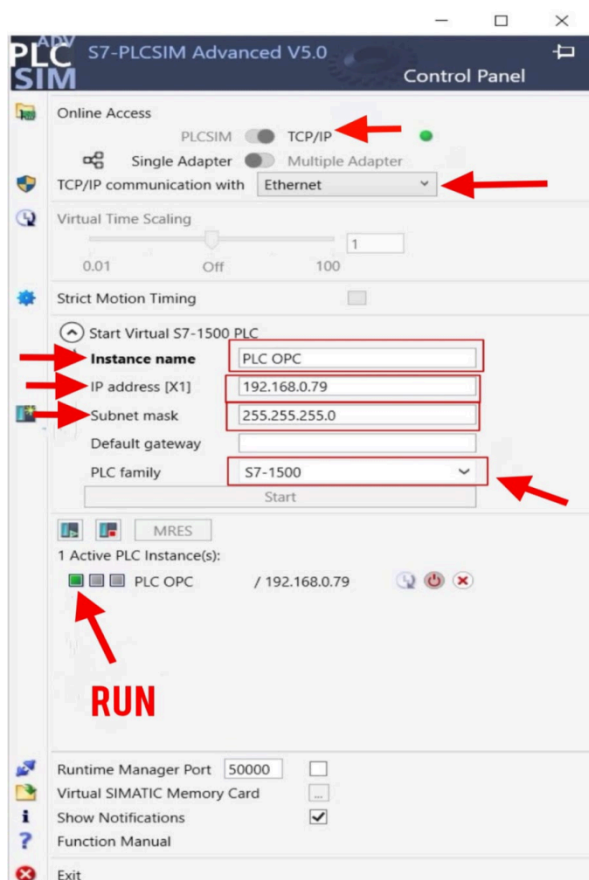 PLC ADV
SIM
S7-PLCSIM Advanced V5.0
Control Panel
Online Access
PLCSIM TCP/IP
Single Adapter Multiple Adapter
TCP/IP communication with Ethernet
Virtual Time Scaling
1
0.01 Off 100
Strict Motion Timing
Start Virtual S7-1500 PLC
Instance name PLC OPC
IP address [X1] 192.168.0.79
Subnet mask 255.255.255.0
Default gateway
PLC family S7-1500
Start
MRES
1 Active PLC Instance(s):
PLC OPC / 192.168.0.79
RUN
Runtime Manager Port 50000
Virtual SIMATIC Memory Card ...
Show Notifications
Function Manual
Exit